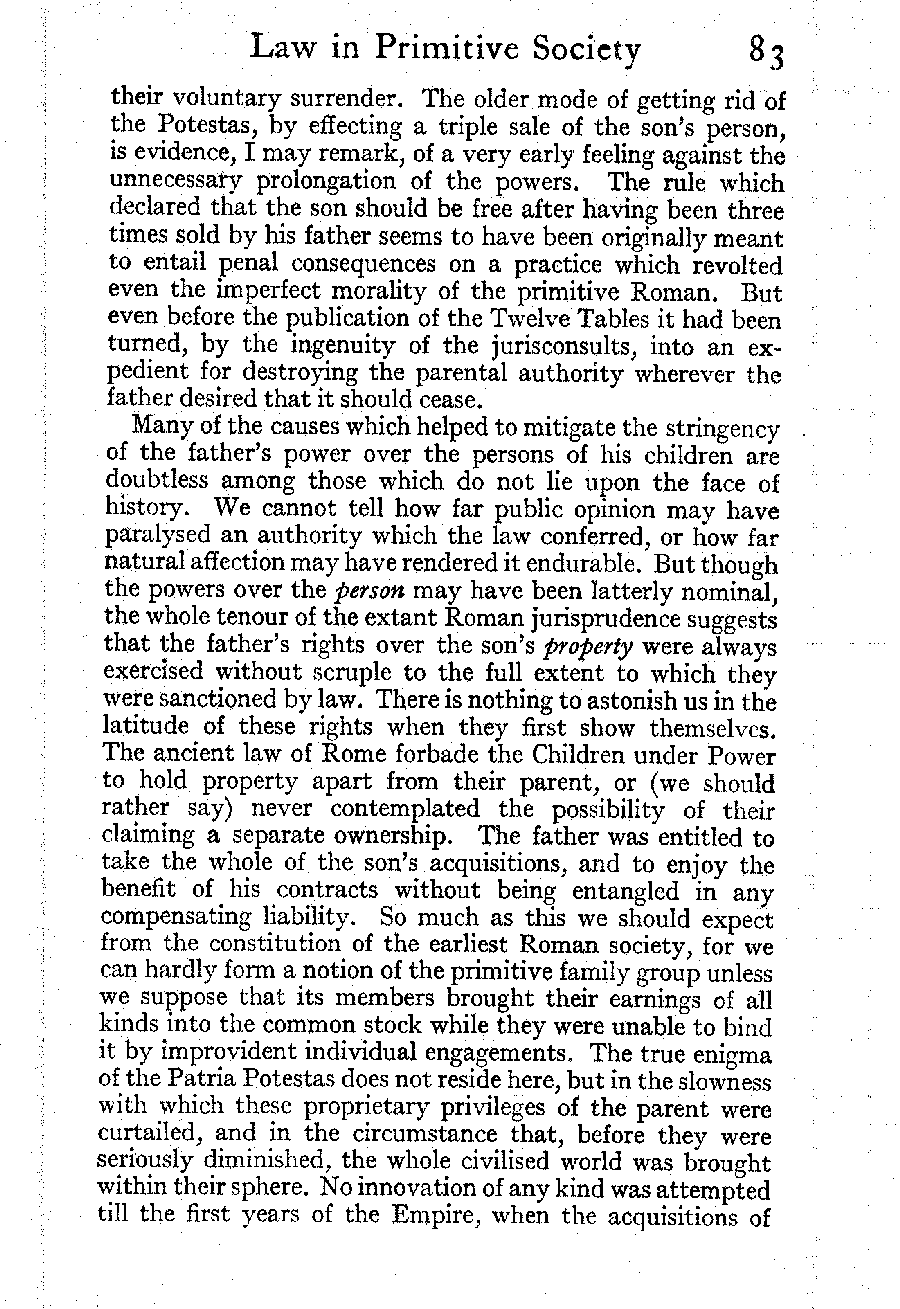 Law in Primitive Society 83
their voluntary surrender. The older mode of getting rid of
the Potestas, by effecting a triple sale of the son's person,
is evidence, I may remark, of a very early feeling against the
unnecessary prolongation of the powers. The rule which
declared that the son should be free after having been three
times sold by his father seems to have been originally meant
to entail penal consequences on a practice which revolted
even the imperfect morality of the primitive Roman. But
even before the publication of the Twelve Tables it had been
turned, by the ingenuity of the jurisconsults, into an ex-
pedient for destroying the parental authority wherever the
father desired that it should cease.
Many of the causes which helped to mitigate the stringency
of the father's power over the persons of his children are
doubtless among those which do not lie upon the face of
history. We cannot tell how far public opinion may have
paralysed an authority which the law conferred, or how far
natural affection may have rendered it endurable. But though
the powers over the person may have been latterly nominal,
the whole tenour of the extant Roman jurisprudence suggests
that the father's rights over the son's property were always
exercised without scruple to the full extent to which they
were sanctioned by law. There is nothing to astonish us in the
latitude of these rights when they first show themselves.
The ancient law of Rome forbade the Children under Power
to hold property apart from their parent, or (we should
rather say) never contemplated the possibility of their
claiming a separate ownership. The father was entitled to
take the whole of the son's acquisitions, and to enjoy the
benefit of his contracts without being entangled in any
compensating liability. So much as this we should expect
from the constitution of the earliest Roman society, for we
can hardly form a notion of the primitive family group unless
we suppose that its members brought their earnings of all
kinds into the common stock while they were unable to bind
it by improvident individual engagements. The true enigma
of the Patria Potestas does not reside here, but in the slowness
with which these proprietary privileges of the parent were
curtailed, and in the circumstance that, before they were
seriously diminished, the whole civilised world was brought
within their sphere. No innovation of any kind was attempted
till the first years of the Empire, when the acquisitions of